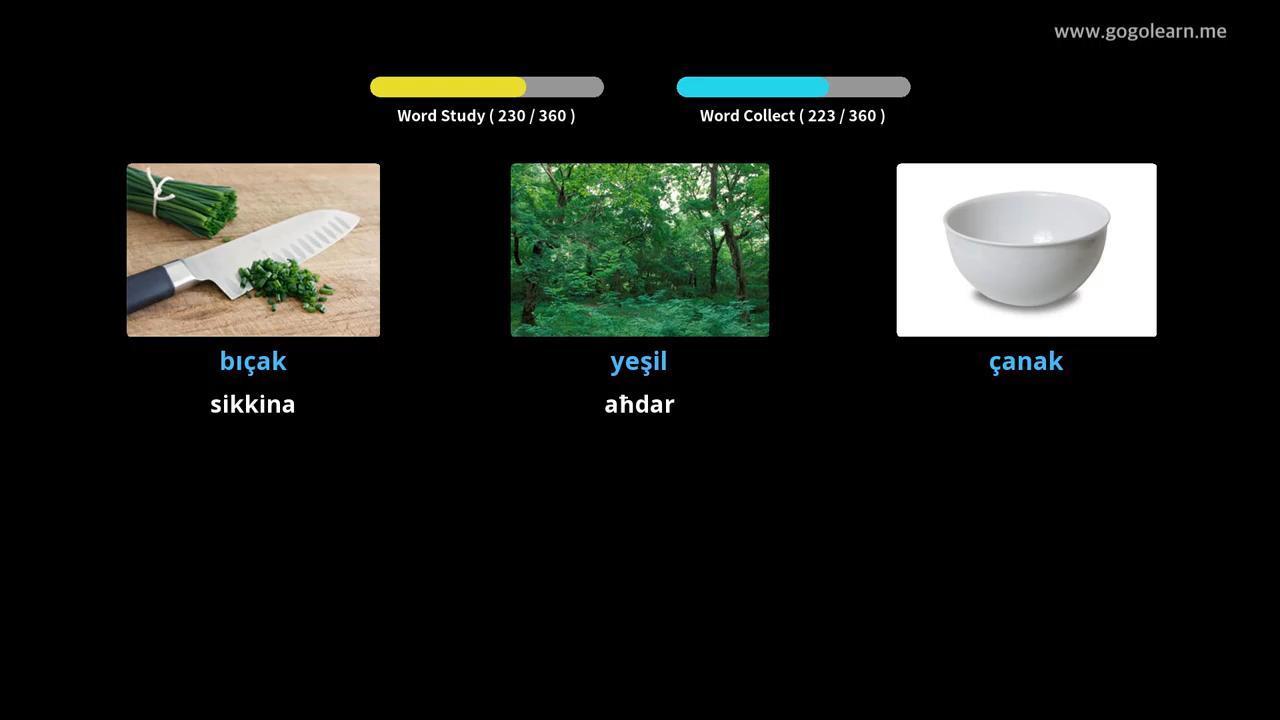 www.gogolearn.me
Word Study ( 230 / 360 )
Word Collect ( 223 / 360 )
bıçak
yeşil
çanak
sikkina
aħdar